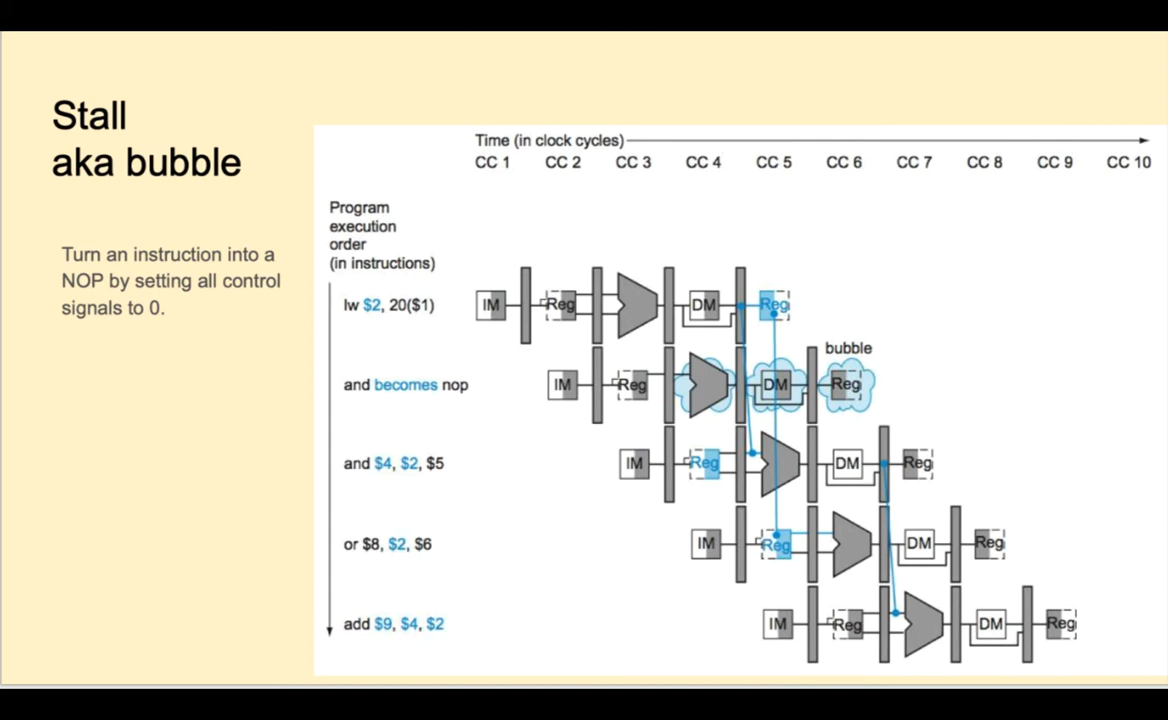 Stall
aka bubble
Turn an instruction into a
NOP by setting all control
signals to 0.
Time (in clock cycles)
CC 1 CC 2 CC 3 CC 4 CC 5 CC 6 CC 7 CC 8 CC 9 CC 10
Program
execution
order
(in instructions)
lw $2, 20($1) IM Reg DM Reg
bubble
and becomes nop IM Reg DM Reg
and $4, $2, $5 IM Reg DM Reg
or $8, $2, $6 IM Reg DM Reg
add $9, $4, $2 IM Reg DM Reg